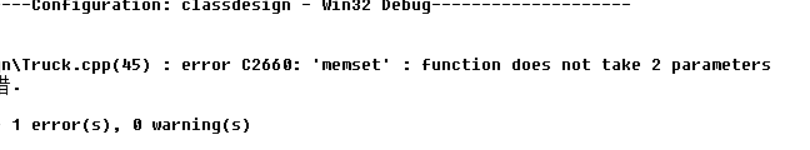 ---Configuration: classdesign - Win32 Debug--------------------
n\Truck.cpp(45) : error C2660: 'memset' : function does not take 2 parameters
错.
1 error(s), 0 warning(s)